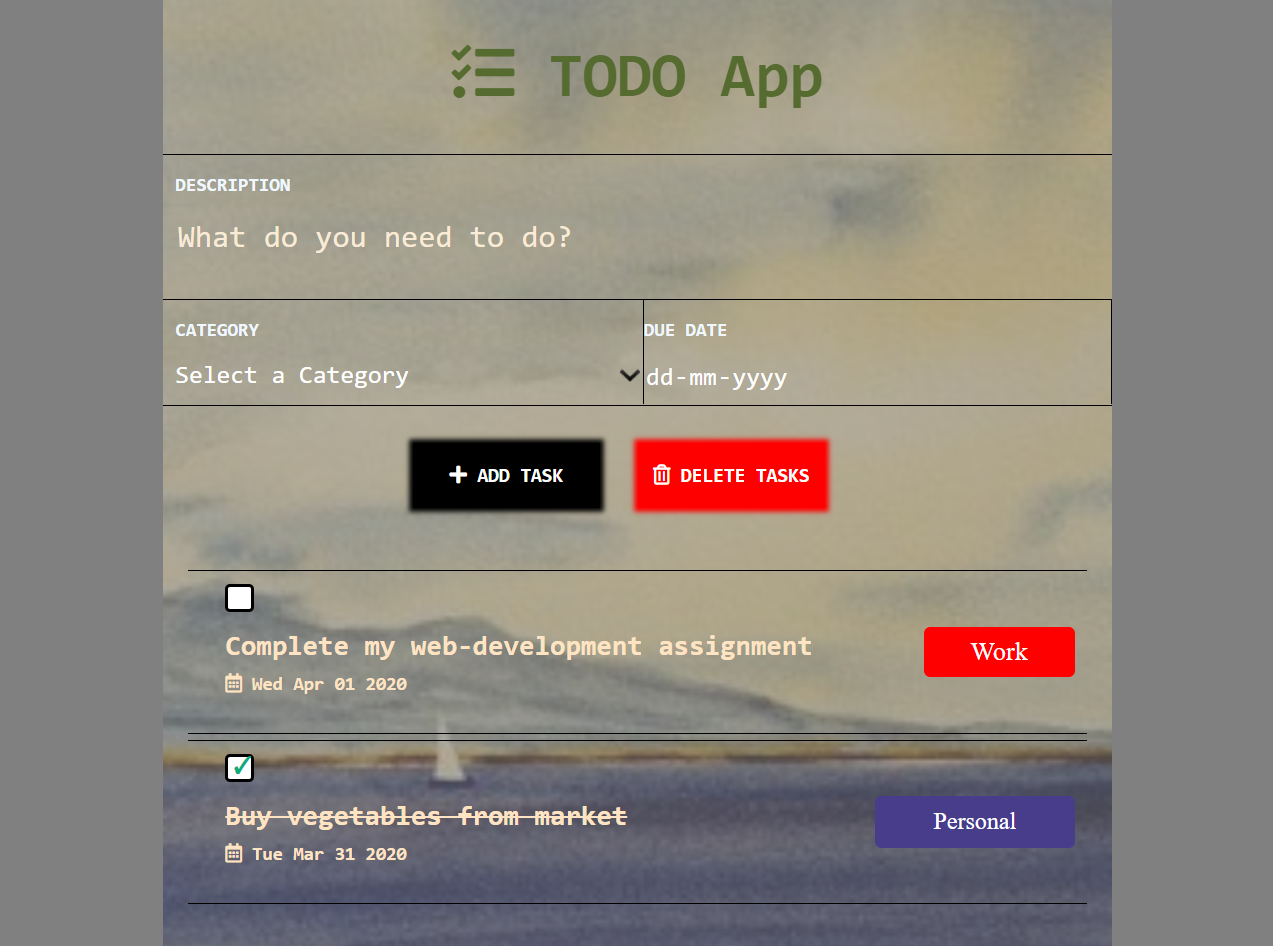 TODO App
DESCRIPTION
What do you need to do?
CATEGORY
DUE DATE
Select a Category
dd-mm-yyyy
ADD TASK
DELETE TASKS
Complete my web-development assignment
Work
Wed Apr 01 2020
Buy vegetables from market
Personal
Tue Mar 31 2020